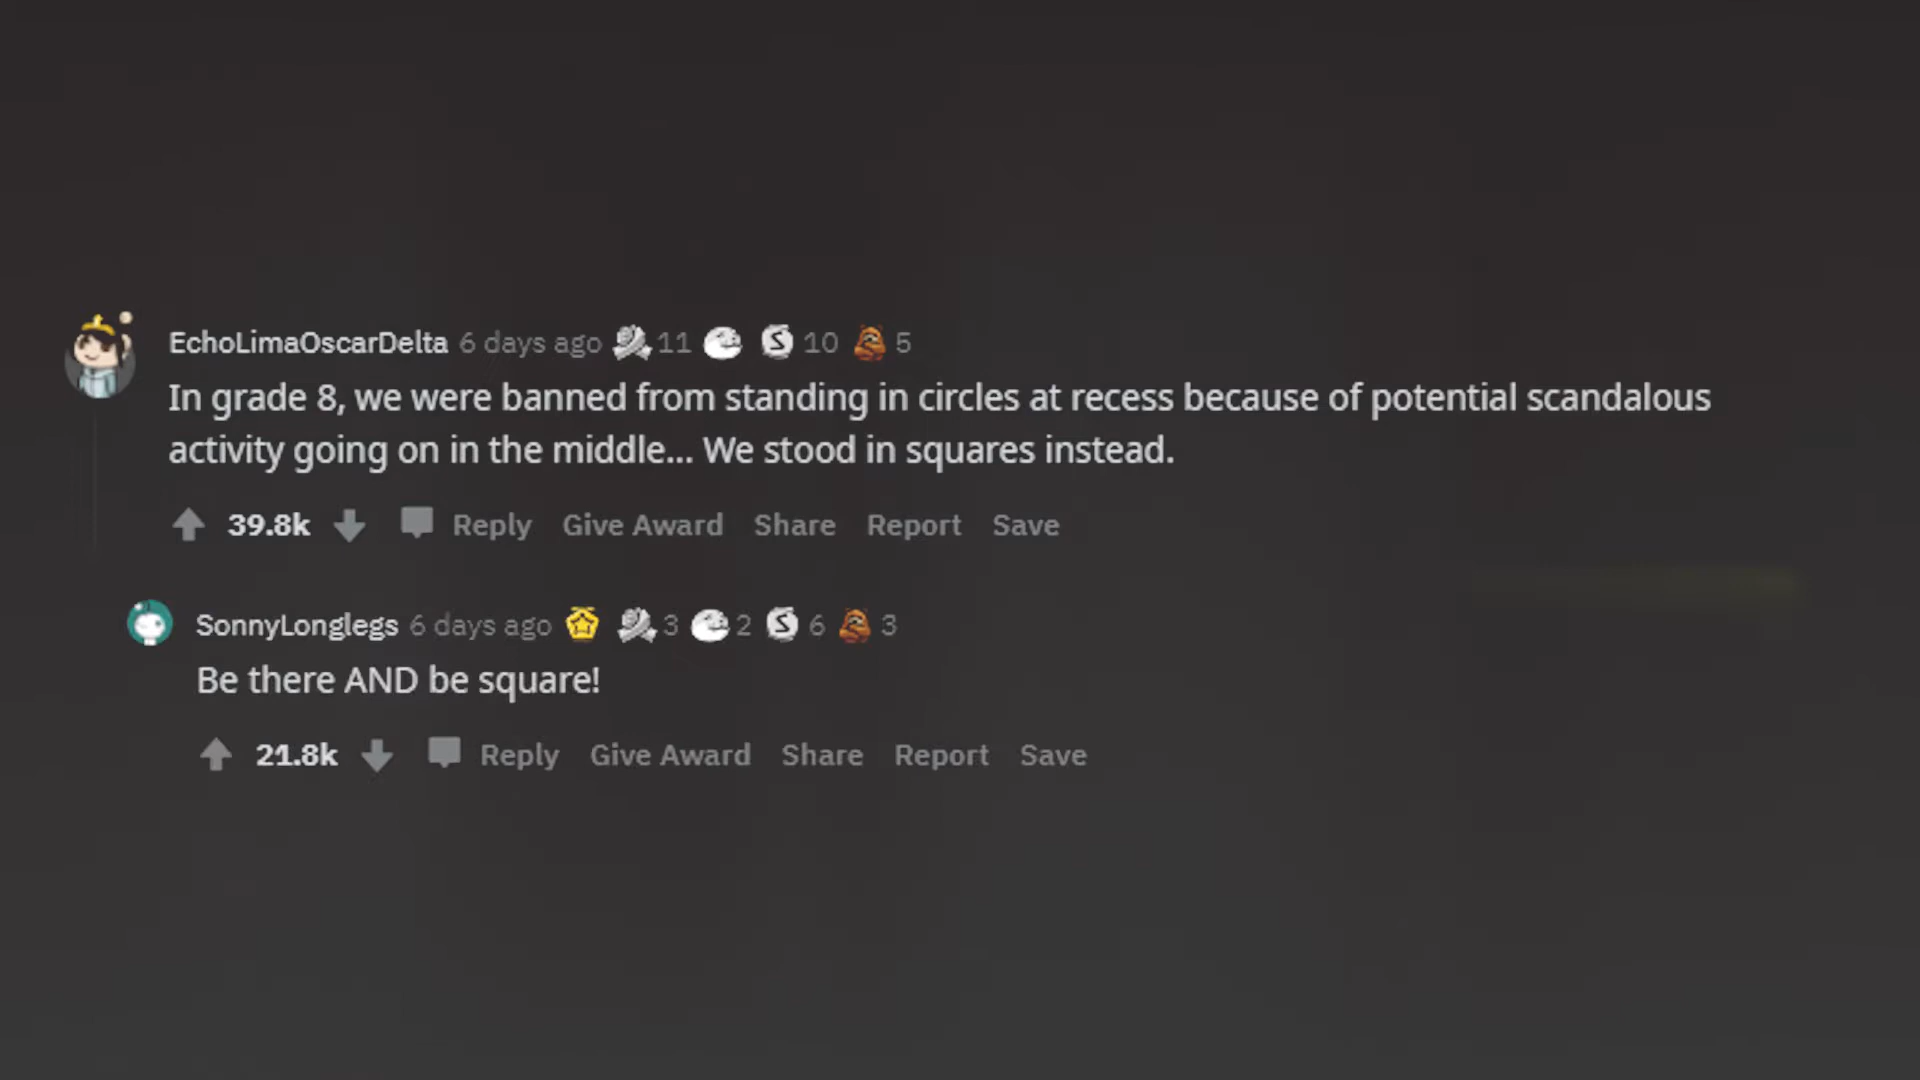 EchoLimaOscarDelta 6 days ago 11 10 5
In grade 8, we were banned from standing in circles at recess because of potential scandalous
activity going on in the middle... We stood in squares instead.
39.8k Reply Give Award Share Report Save
SonnyLonglegs 6 days ago 3 2 6 3
Be there AND be square!
21.8k Reply Give Award Share Report Save